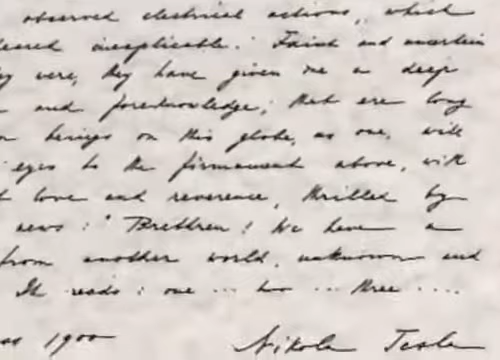 observed electrical actions, which
inexplicable. Faint and uncertain
were, they have given me a deep
and foreknowledge, that ere long
beings on this globe, as one, will
eyes to the firmament above, with
love and reverence, thrilled by
news: "Brethren! We have a
from another world, unknown and
It reads: one ... two ... three ....
1900 Nikola Tesla